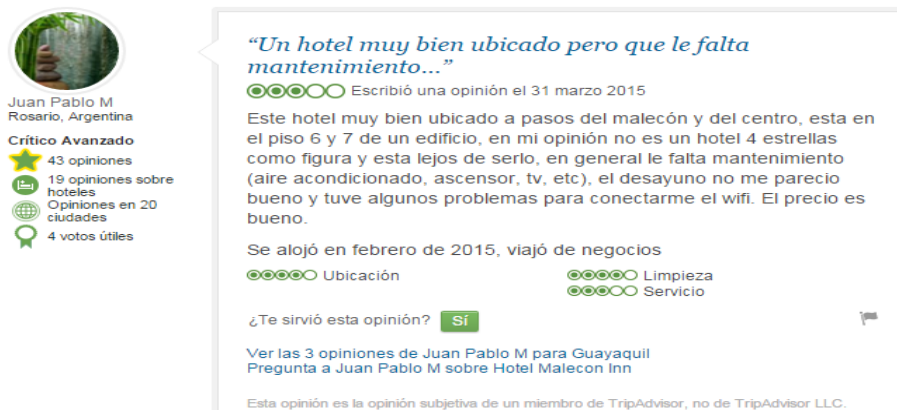 Juan Pablo M
Rosario, Argentina
Crítico Avanzado
43 opiniones
19 opiniones sobre
hoteles
Opiniones en 20
ciudades
4 votos útiles
“Un hotel muy bien ubicado pero que le falta
mantenimiento...”
Escribió una opinión el 31 marzo 2015
Este hotel muy bien ubicado a pasos del malecón y del centro, esta en
el piso 6 y 7 de un edificio, en mi opinión no es un hotel 4 estrellas
como figura y esta lejos de serlo, en general le falta mantenimiento
(aire acondicionado, ascensor, tv, etc), el desayuno no me parecio
bueno y tuve algunos problemas para conectarme el wifi. El precio es
bueno.
Se alojó en febrero de 2015, viajó de negocios
Ubicación
Limpieza
Servicio
¿Te sirvió esta opinión? Sí
Ver las 3 opiniones de Juan Pablo M para Guayaquil
Pregunta a Juan Pablo M sobre Hotel Malecon Inn
Esta opinión es la opinión subjetiva de un miembro de TripAdvisor, no de TripAdvisor LLC.